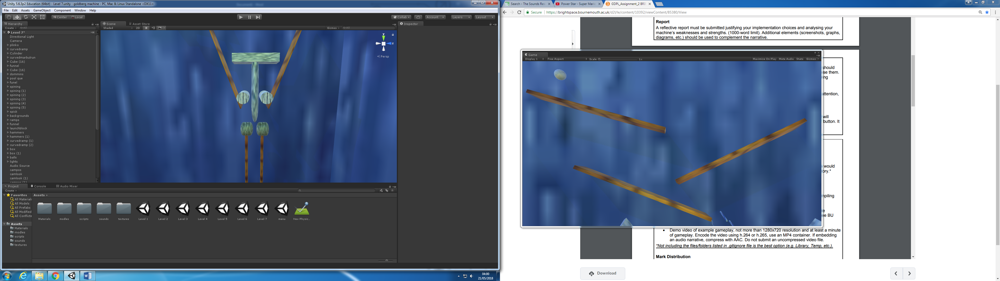 Unity 5.6.3p2 Education (64bit) - Level 7.unity - goldberg machine - PC, Mac & Linux Standalone <DX11>
File Edit Assets GameObject Component Window Help
Center Local
Collab Account Layers Layout
Hierarchy
Create All
Level 7*
Directional Light
Camera
plinko
curvedramp
Cylinder
curvedmarbulrun
Cube (16)
funnel
Cube (16)
dommins
pool que
funel
spining
spining (1)
spining (2)
spining (3)
spining (4)
spining (5)
spick
backgrounds
ramps
funnel
launchblock
hammers
hammers (1)
curvedramp (1)
curvedramp (2)
box
box (1)
balls
lights
Audio Source
campos
camlook
camlook (1)
campos (1)
Scene Asset Store
Shaded 2D Gizmos All
y
z
Persp
Inspector
Project Console Audio Mixer
Create
Favorites
All Material
All Models
All Prefabs
All Modified
All Conflicte
Assets
Materials
modles
scripts
sounds
textures
Assets
Materials modles scripts sounds textures Level 1 Level 2 Level 3 Level 4 Level 5 Level 6 Level 7 menu New Physic...
04:00
21/05/2018
Search - The Sounds Res
Power Star - Super Mario
GDPL_Assignment_2 BRIE
Secure https://brightspace.bournemouth.ac.uk/d2l/le/content/10392/viewContent/85380/View
Report
A reflective report must be submitted justifying your implementation choices and analysing your
machine's weaknesses and strengths. (1000-word limit). Additional elements (screenshots, graphs,
diagrams, etc.) should be used to complement the narrative.
Game
Display 1 Free Aspect Scale 1x Maximize On Play Mute Audio Stats Gizmos
should
se them.
ng
attention,
will
button. It
would
ory.*
mpiling
e
ee BU
• Demo video of example gameplay, not more than 1280x720 resolution and at least a minute
of gameplay. Encode the video using h.264 or h.265, use an MP4 container. If embedding
an audio narrative, compress with AAC. Do not submit an uncompressed video file.
*Not including the files/folders listed in .gitignore file is the best option (e.g. Library, Temp, etc.).
Mark Distribution
Download